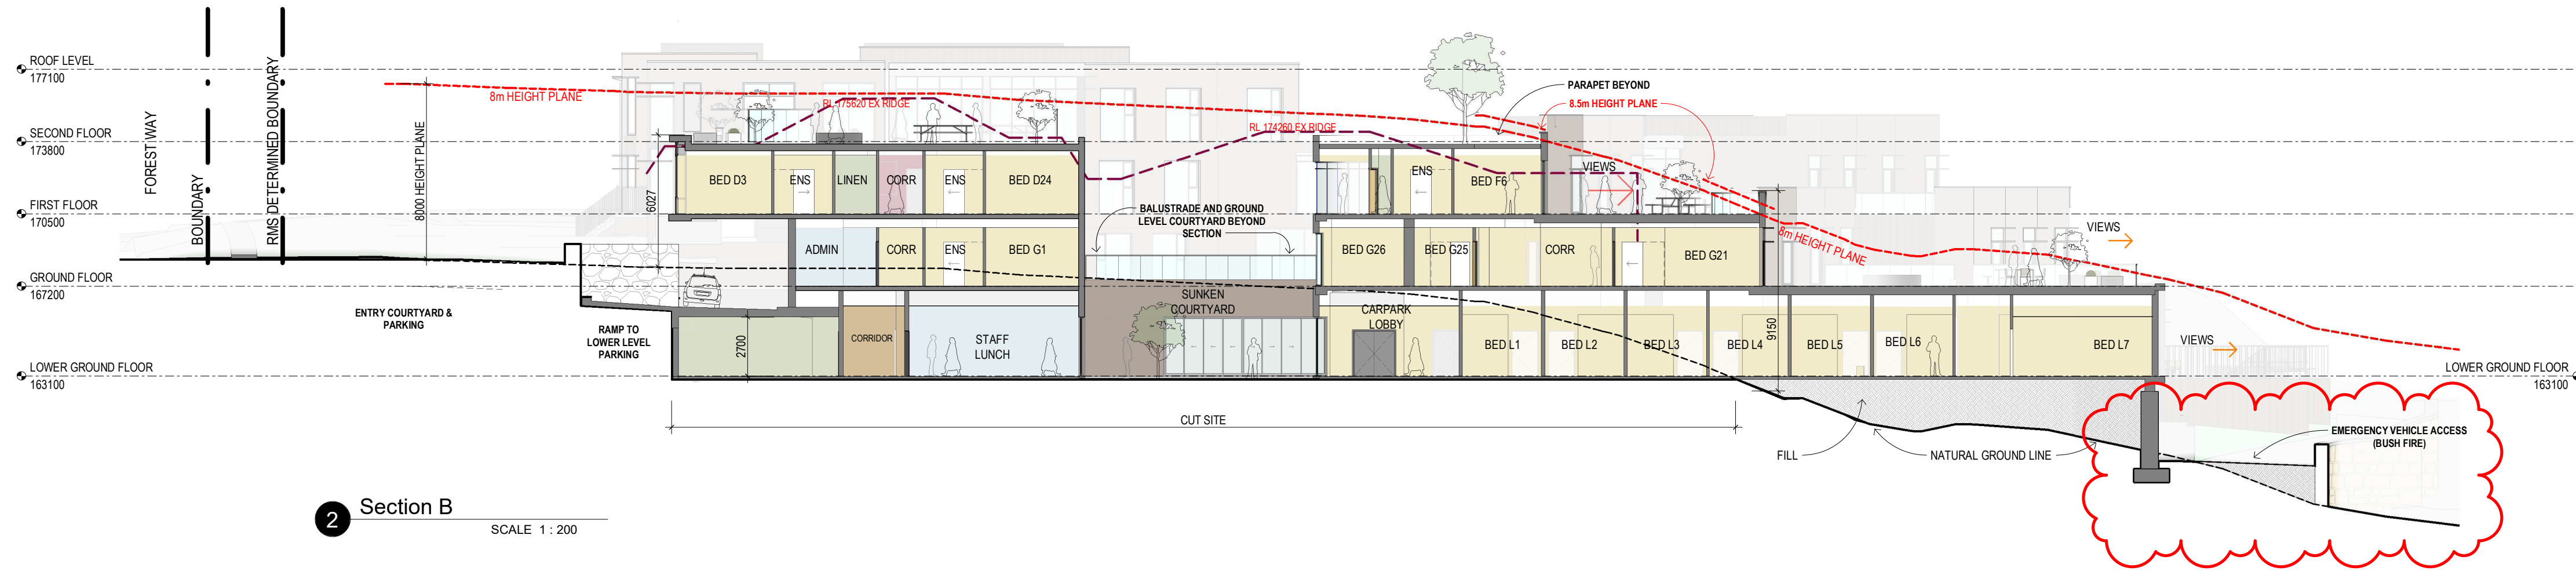 ROOF LEVEL
177100
SECOND FLOOR
173800
FIRST FLOOR
170500
GROUND FLOOR
167200
LOWER GROUND FLOOR
163100
FOREST WAY
BOUNDARY
RMS DETERMINED BOUNDARY
8000 HEIGHT PLANE
8m HEIGHT PLANE
RL 175620 EX RIDGE
RL 174260 EX RIDGE
PARAPET BEYOND
8.5m HEIGHT PLANE
6027
BED D3
ENS
LINEN
CORR
ENS
BED D24
ENS
BED F6
VIEWS
BALUSTRADE AND GROUND
LEVEL COURTYARD BEYOND
SECTION
ADMIN
CORR
ENS
BED G1
BED G26
BED G25
CORR
BED G21
8m HEIGHT PLANE
VIEWS
ENTRY COURTYARD &
PARKING
RAMP TO
LOWER LEVEL
PARKING
2700
CORRIDOR
STAFF
LUNCH
SUNKEN
COURTYARD
CARPARK
LOBBY
BED L1
BED L2
BED L3
BED L4
9150
BED L5
BED L6
BED L7
VIEWS
LOWER GROUND FLOOR
163100
CUT SITE
FILL
NATURAL GROUND LINE
EMERGENCY VEHICLE ACCESS
(BUSH FIRE)
2
Section B
SCALE 1 : 200